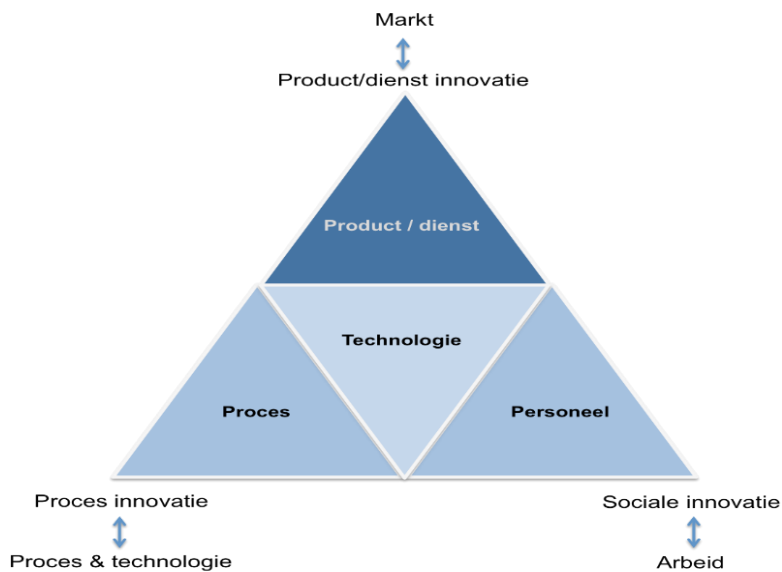 Markt
Product/dienst innovatie
Product / dienst
Technologie
Proces
Personeel
Proces innovatie
Sociale innovatie
Proces & technologie
Arbeid